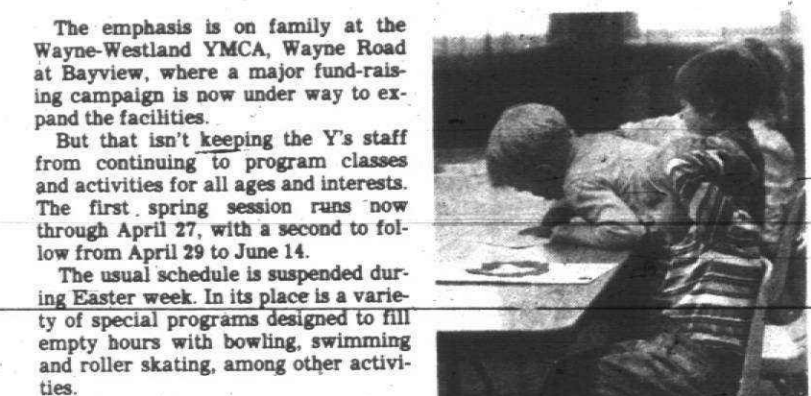 The emphasis is on family at the
Wayne-Westland YMCA, Wayne Road
at Bayview, where a major fund-rais-
ing campaign is now under way to ex-
pand the facilities.
But that isn't keeping the Y's staff
from continuing to program classes
and activities for all ages and interests.
The first spring session runs now
through April 27, with a second to fol-
low from April 29 to June 14.
The usual schedule is suspended dur-
ing Easter week. In its place is a varie-
ty of special programs designed to fill
empty hours with bowling, swimming
and roller skating, among other activi-
ties.